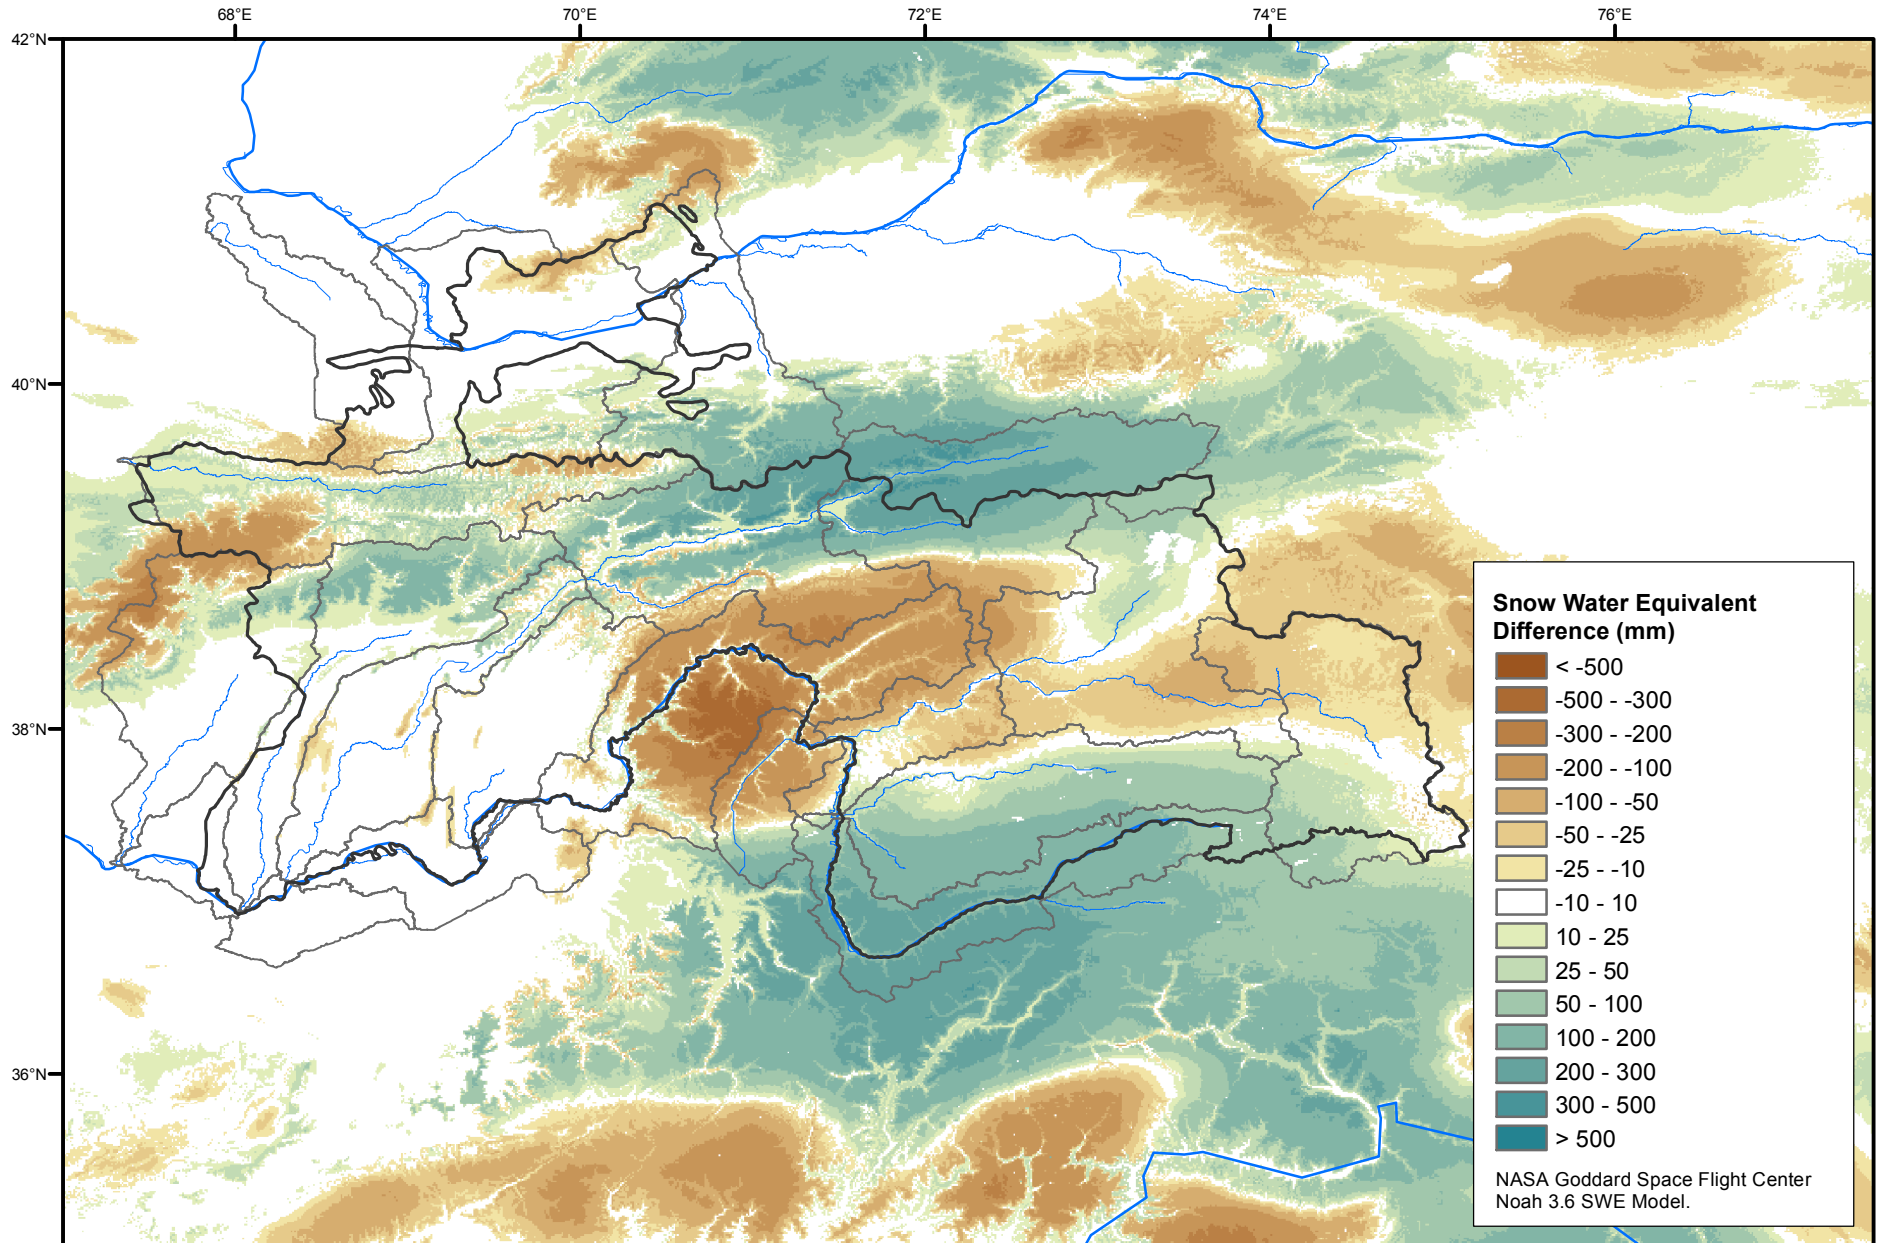 68°E 70°E 72°E 74°E 76°E
42°N
40°N
38°N
36°N
Snow Water Equivalent
Difference (mm)
< -500
-500 - -300
-300 - -200
-200 - -100
-100 - -50
-50 - -25
-25 - -10
-10 - 10
10 - 25
25 - 50
50 - 100
100 - 200
200 - 300
300 - 500
> 500
NASA Goddard Space Flight Center
Noah 3.6 SWE Model.